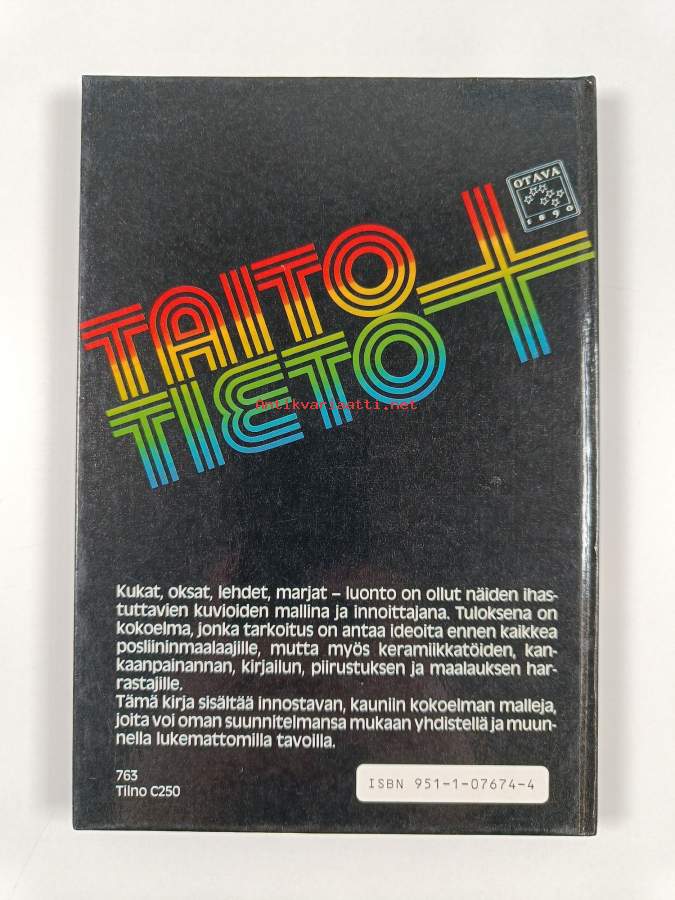 OTAVA
1890
TAITO
TIETO +
Antikvariaatti.net
Kukat, oksat, lehdet, marjat – luonto on ollut näiden ihas-
tuttavien kuvioiden mallina ja innoittajana. Tuloksena on
kokoelma, jonka tarkoitus on antaa ideoita ennen kaikkea
posliininmaalaajille, mutta myös keramiikkatöiden, kan-
kaanpainannan, kirjailun, piirustuksen ja maalauksen har-
rastajille.
Tämä kirja sisältää innostavan, kauniin kokoelman malleja,
joita voi oman suunnitelmansa mukaan yhdistellä ja muun-
nella lukemattomilla tavoilla.
763
Tilno C250
ISBN 951-1-07674-4